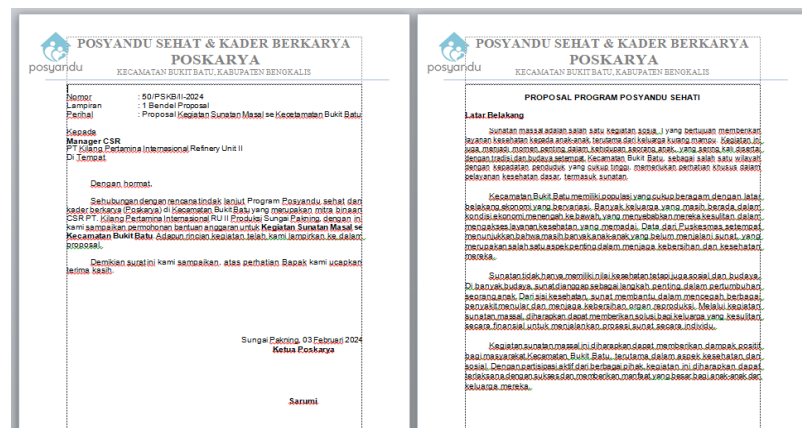 POSYANDU SEHAT & KADER BERKARYA
POSKARYA
KECAMATAN BUKIT BATU, KABUPATEN BENGKALIS
posyandu
Nomor : 50/PSKB/II-2024
Lampiran : 1 Bendel Proposal
Perihal : Proposal Kegiatan Sunatan Masal se Kecetamatan Bukit Batu
Kepada
Manager CSR
PT Kilang Pertamina Internasional Refinery Unit II
Di Tempat
Dengan hormat,
Sehubungan dengan rencana tindak lanjut Program Posyandu sehat dan
kader berkarya (Poskarya) di Kecamatan Bukit Batu yang merupakan mitra binaan
CSR PT. Kilang Pertamina Internasional RU II Produksi Sungai Pakning, dengan ini
kami sampaikan permohonan bantuan anggaran untuk Kegiatan Sunatan Masal se
Kecamatan Bukit Batu. Adapun rincian kegiatan telah kami lampirkan ke dalam
proposal.
Demikian surat ini kami sampaikan, atas perhatian Bapak kami ucapkan
terima kasih.
Sungai Pakning, 03 Februari 2024
Ketua Poskarya
Sarumi
POSYANDU SEHAT & KADER BERKARYA
POSKARYA
KECAMATAN BUKIT BATU, KABUPATEN BENGKALIS
posyandu
PROPOSAL PROGRAM POSYANDU SEHATI
Latar Belakang
Sunatan massal adalah salah satu kegiatan sosia, l yang bertujuan memberikan
layanan kesehatan kepada anak-anak, terutama dari keluarga kurang mampu. Kegiatan ini
juga menjadi momen penting dalam kehidupan seorang anak, yang sering kali disertai
dengan tradisi dan budaya setempat. Kecamatan Bukit Batu, sebagai salah satu wilayah
dengan kepadatan penduduk yang cukup tinggi, memerlukan perhatian khusus dalam
pelayanan kesehatan dasar, termasuk sunatan.
Kecamatan Bukit Batu memiliki populasi yang cukup beragam dengan latar
belakang ekonomi yang bervariasi. Banyak keluarga yang masih berada dalam
kondisi ekonomi menengah ke bawah, yang menyebabkan mereka kesulitan dalam
mengakses layanan kesehatan yang memadai. Data dari Puskesmas setempat
menunjukkan bahwa masih banyak anak-anak yang belum menjalani sunat, yang
merupakan salah satu aspek penting dalam menjaga kebersihan dan kesehatan
mereka.
Sunatan tidak hanya memiliki nilai kesehatan tetapi juga sosial dan budaya.
Di banyak budaya, sunat dianggap sebagai langkah penting dalam pertumbuhan
seorang anak. Dari sisi kesehatan, sunat membantu dalam mencegah berbagai
penyakit menular dan menjaga kebersihan organ reproduksi. Melalui kegiatan
sunatan massal, diharapkan dapat memberikan solusi bagi keluarga yang kesulitan
secara finansial untuk menjalankan prosesi sunat secara individu.
Kegiatan sunatan massal ini diharapkan dapat memberikan dampak positif
bagi masyarakat Kecamatan Bukit Batu, terutama dalam aspek kesehatan dan
sosial. Dengan partisipasi aktif dari berbagai pihak, kegiatan ini diharapkan dapat
terlaksana dengan sukses dan memberikan manfaat yang besar bagi anak-anak dan
keluarga mereka.